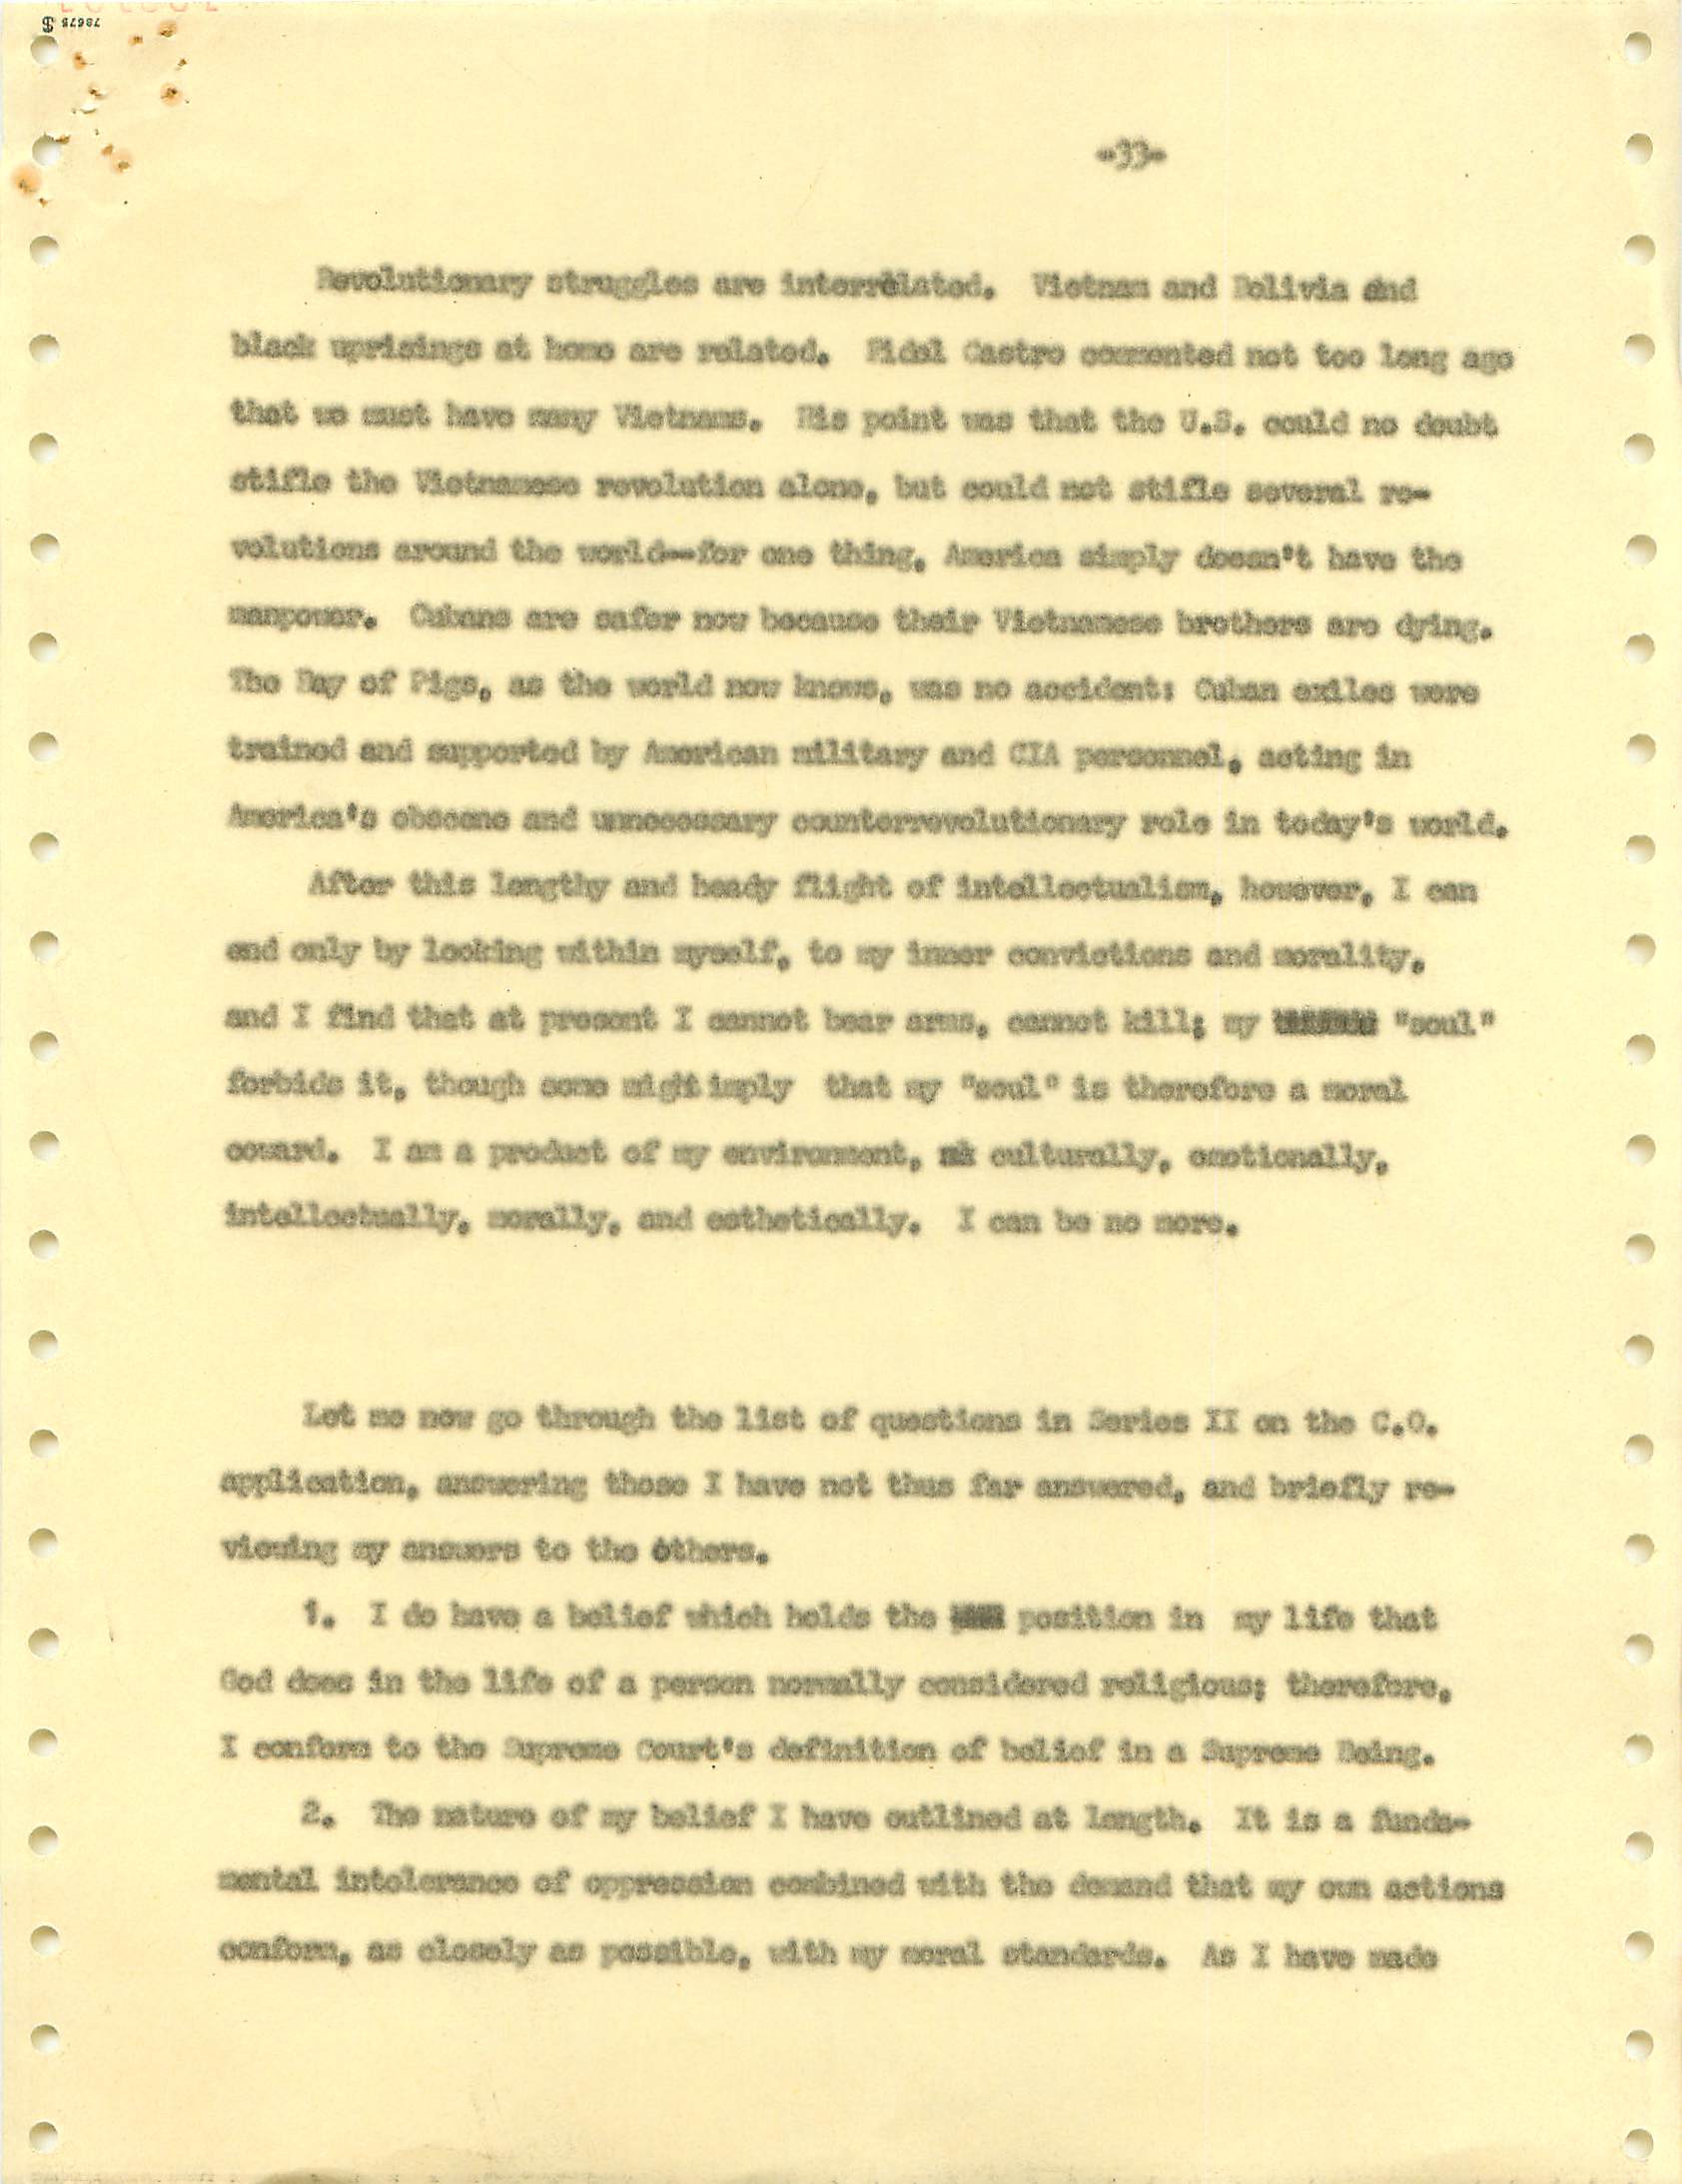 78675 $
-33-
Revolutionary struggles are interrelated. Vietnam and Bolivia and
black uprisings at home are related. Fidel Castro commented not too long ago
that we must have many Vietnams. His point was that the U.S. could no doubt
stifle the Vietnamese revolution alone, but could not stifle several re-
volutions around the world--for one thing, America simply doesn't have the
manpower. Cubans are safer now because their Vietnamese brothers are dying.
The Bay of Pigs, as the world now knows, was no accident: Cuban exiles were
trained and supported by American military and CIA personnel, acting in
America's obscene and unnecessary counterrevolutionary role in today's world.
After this lengthy and heady flight of intellectualism, however, I can
end only by looking within myself, to my inner convictions and morality,
and I find that at present I cannot bear arms, cannot kill; my "soul"
forbids it, though some might imply that my "soul" is therefore a moral
coward. I am a product of my environment, culturally, emotionally,
intellectually, morally, and esthetically. I can be no more.
Let me now go through the list of questions in Series II on the C.O.
application, answering those I have not thus far answered, and briefly re-
viewing my answers to the others.
1. I do have a belief which holds the position in my life that
God does in the life of a person normally considered religious; therefore,
I conform to the Supreme Court's definition of belief in a Supreme Being.
2. The nature of my belief I have outlined at length. It is a funda-
mental intolerance of oppression combined with the demand that my own actions
conform, as closely as possible, with my moral standards. As I have made